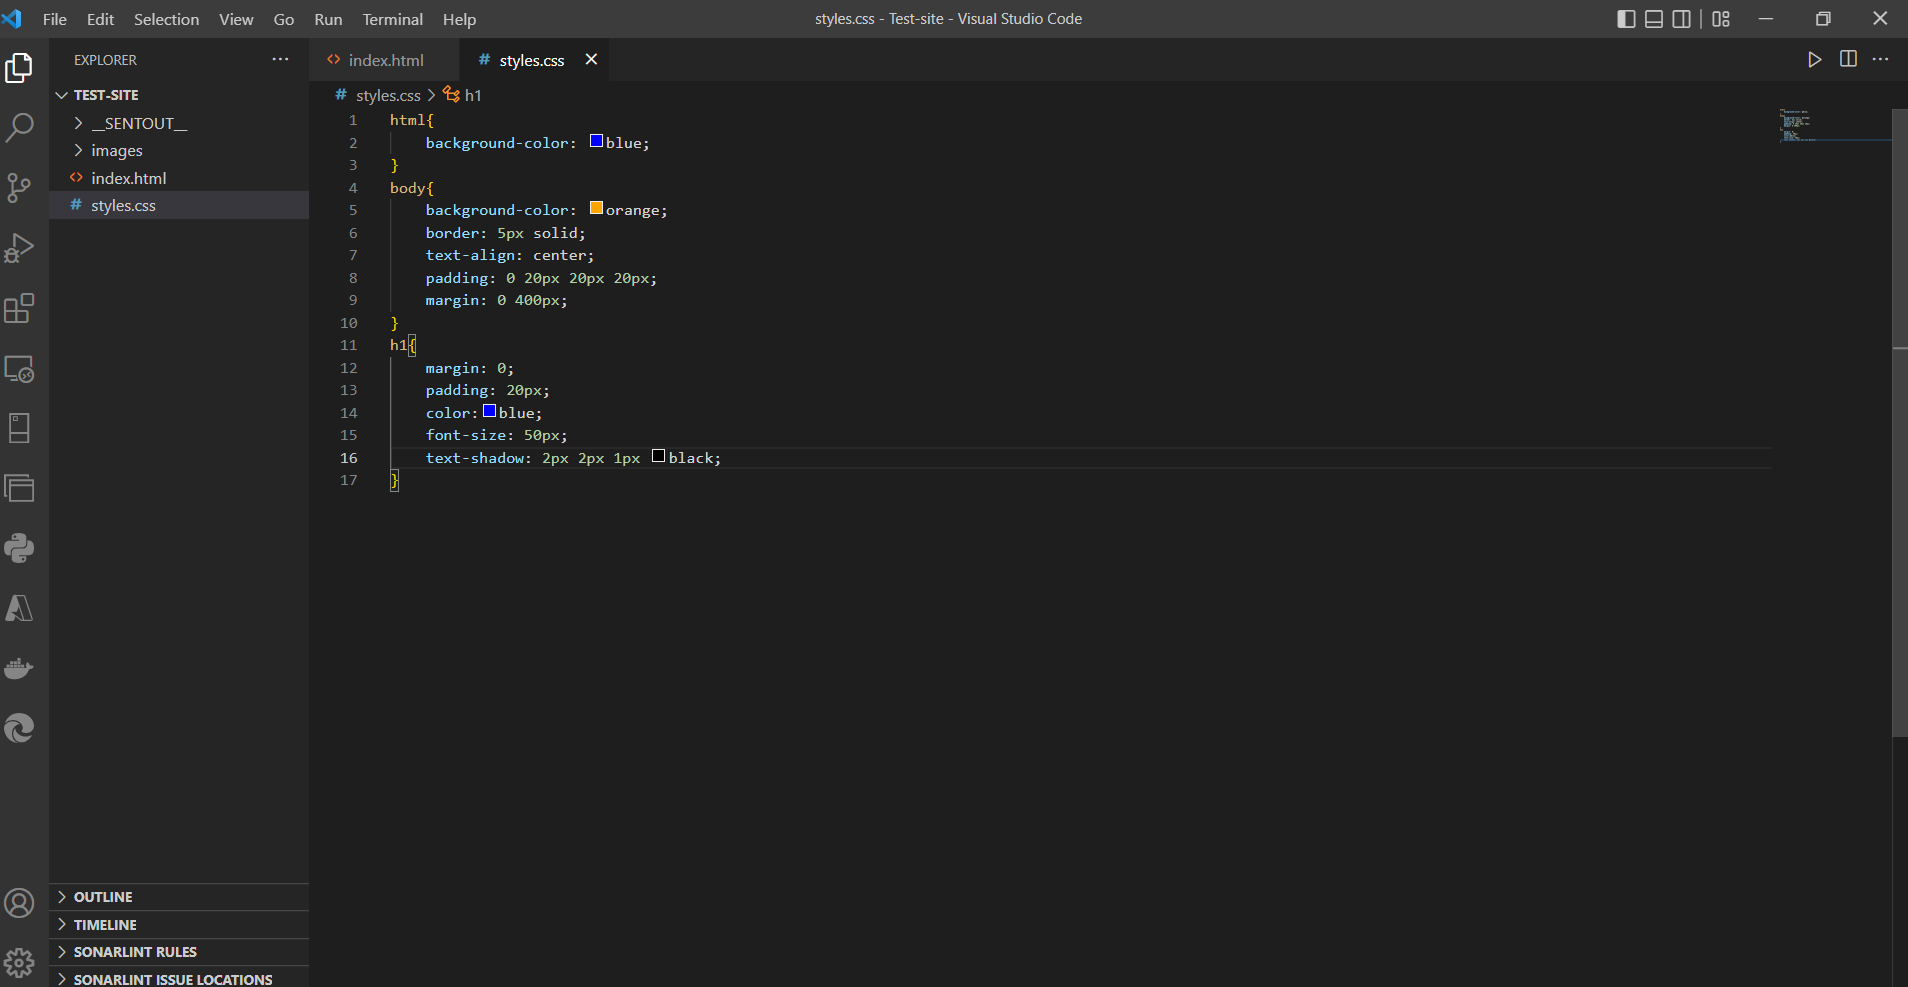 File Edit Selection View Go Run Terminal Help
styles.css - Test-site - Visual Studio Code
EXPLORER
TEST-SITE
__SENTOUT__
images
index.html
styles.css
index.html
styles.css
styles.css > h1
1 html{
2 background-color: blue;
3 }
4 body{
5 background-color: orange;
6 border: 5px solid;
7 text-align: center;
8 padding: 0 20px 20px 20px;
9 margin: 0 400px;
10 }
11 h1{
12 margin: 0;
13 padding: 20px;
14 color: blue;
15 font-size: 50px;
16 text-shadow: 2px 2px 1px black;
17 }
OUTLINE
TIMELINE
SONARLINT RULES
SONARLINT ISSUE LOCATIONS